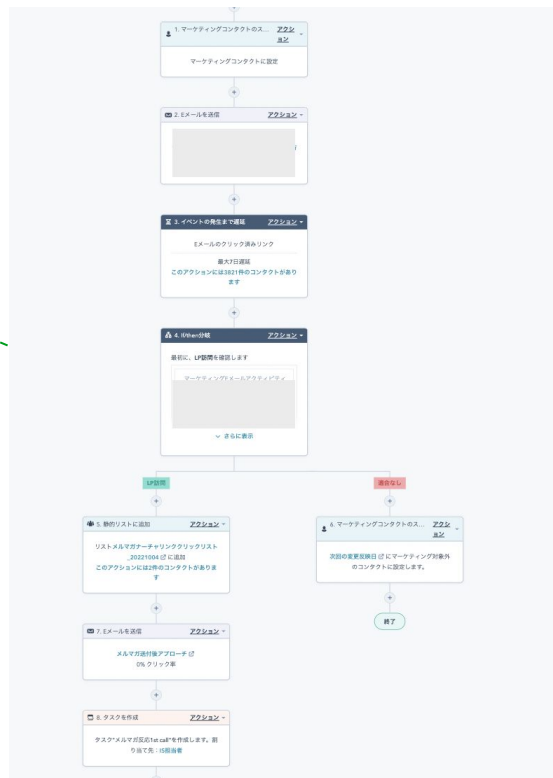 1. マーケティングコンタクトのス...
アクション
マーケティングコンタクトに設定
2. Eメールを送信
アクション
3. イベントの発生まで遅延
アクション
Eメールのクリック済みリンク
最大7日遅延
このアクションには3821件のコンタクトがあり
ます
4. If/then分岐
アクション
最初に、LP訪問を確認します
マーケティングEメールアクティビティ
さらに表示
LP訪問
適合なし
5. 静的リストに追加
アクション
リストメルマガナーチャリンククリックリスト
_20221004 に追加
このアクションには2件のコンタクトがありま
す
6. マーケティングコンタクトのス...
アクション
次回の変更反映日 にマーケティング対象外
のコンタクトに設定します。
終了
7. Eメールを送信
アクション
メルマガ送付後アプローチ
0% クリック率
8. タスクを作成
アクション
タスク"メルマガ反応1st call"を作成します。割
り当て先：IS担当者